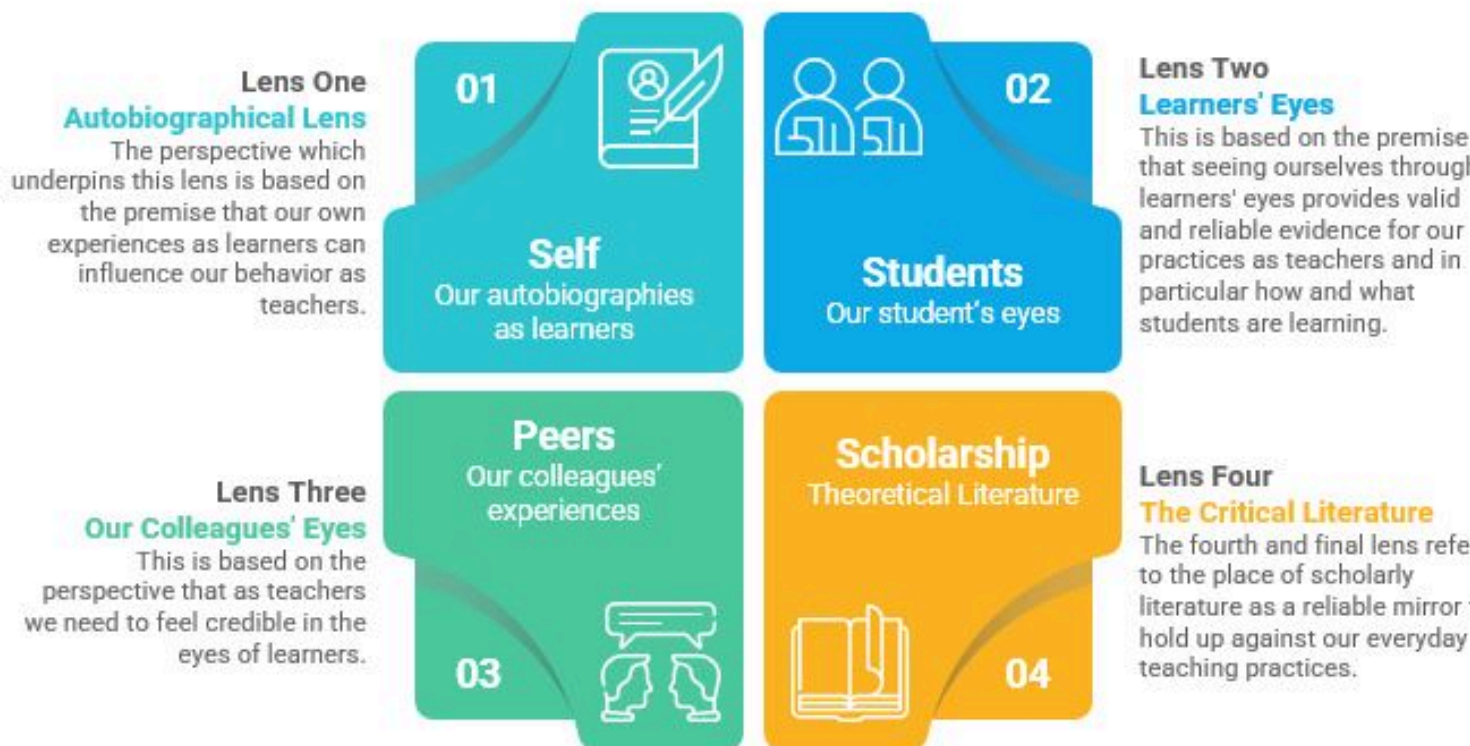 Lens One
Autobiographical Lens
The perspective which
underpins this lens is based on
the premise that our own
experiences as learners can
influence our behavior as
teachers.
01
Self
Our autobiographies
as learners
02
Students
Our student's eyes
Lens Two
Learners' Eyes
This is based on the premise
that seeing ourselves through
learners' eyes provides valid
and reliable evidence for our
practices as teachers and in
particular how and what
students are learning.
Lens Three
Our Colleagues' Eyes
This is based on the
perspective that as teachers
we need to feel credible in the
eyes of learners.
Peers
Our colleagues'
experiences
03
Scholarship
Theoretical Literature
04
Lens Four
The Critical Literature
The fourth and final lens
to the place of scholarly
literature as a reliable mirror
hold up against our everyday
teaching practices.